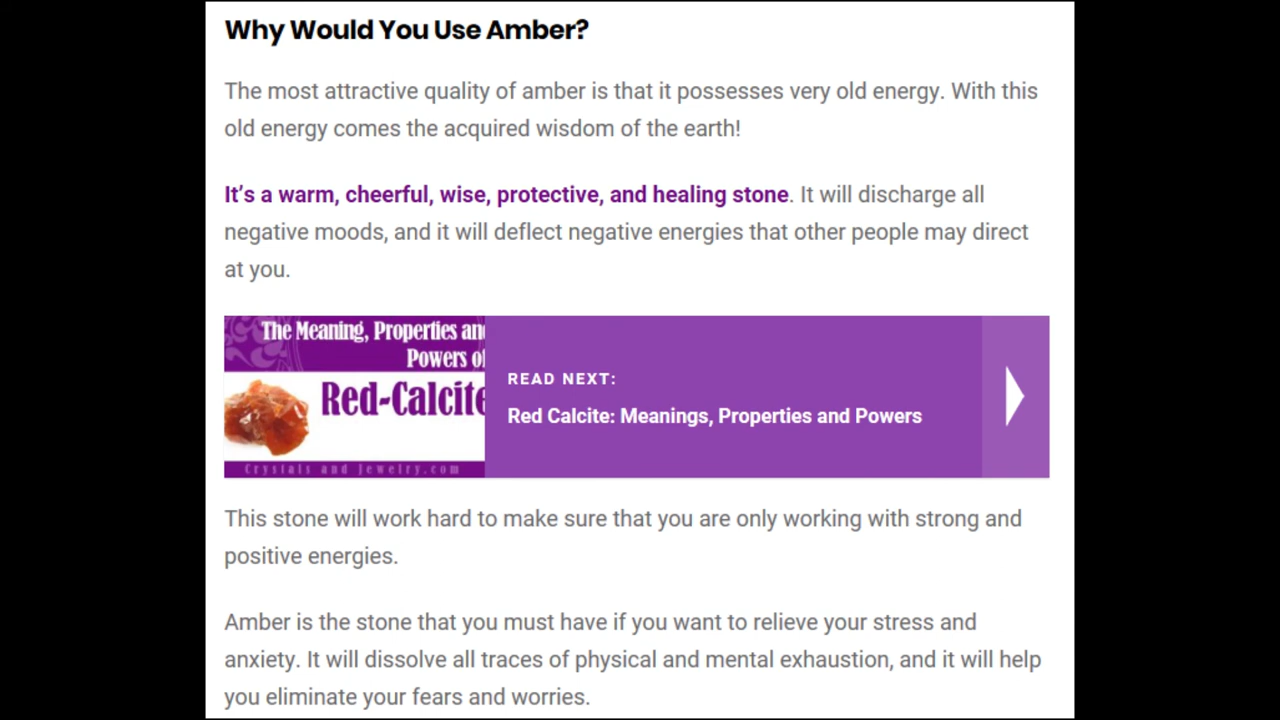 Why Would You Use Amber?
The most attractive quality of amber is that it possesses very old energy. With this
old energy comes the acquired wisdom of the earth!
It's a warm, cheerful, wise, protective, and healing stone. It will discharge all
negative moods, and it will deflect negative energies that other people may direct
at you.
The Meaning, Properties and
Powers of
Red-Calcite
Crystals and Jewelry.com
READ NEXT:
Red Calcite: Meanings, Properties and Powers
This stone will work hard to make sure that you are only working with strong and
positive energies.
Amber is the stone that you must have if you want to relieve your stress and
anxiety. It will dissolve all traces of physical and mental exhaustion, and it will help
you eliminate your fears and worries.